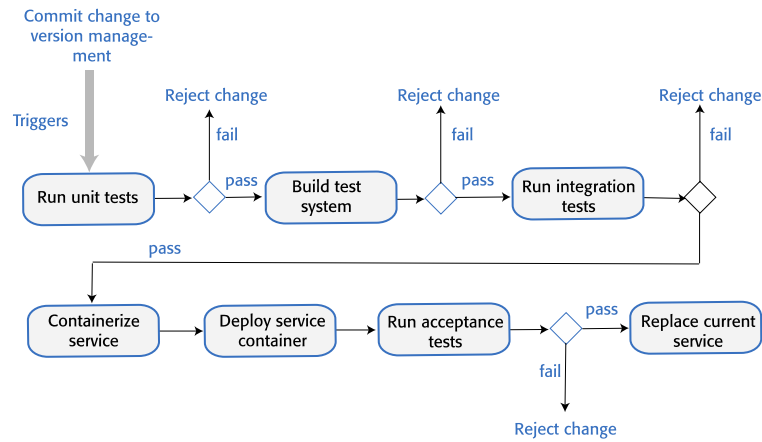 Commit change to
version manage-
ment
Triggers
Reject change
fail
Reject change
fail
Reject change
fail
Run unit tests
pass
Build test
system
pass
Run integration
tests
pass
Containerize
service
Deploy service
container
Run acceptance
tests
pass
Replace current
service
fail
Reject change